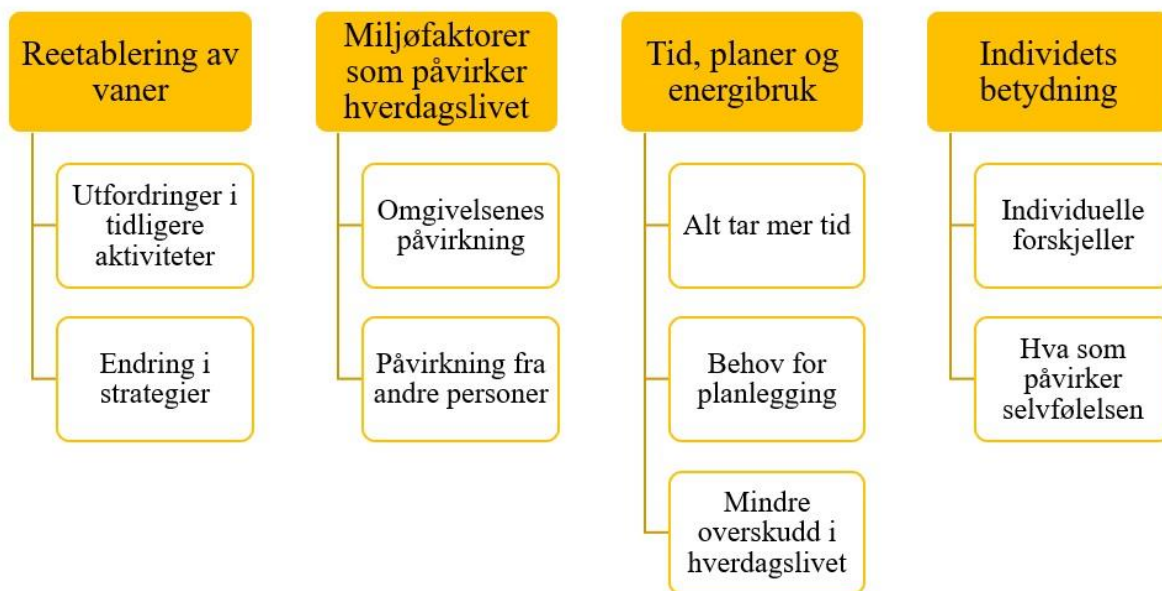 Reetablering av
vaner
Utfordringer i
tidligere
aktiviteter
Endring i
strategier
Miljøfaktorer
som påvirker
hverdagslivet
Omgivelsenes
påvirkning
Påvirkning fra
andre personer
Tid, planer og
energibruk
Alt tar mer tid
Behov for
planlegging
Mindre
overskudd i
hverdagslivet
Individets
betydning
Individuelle
forskjeller
Hva som
påvirker
selvfølelsen